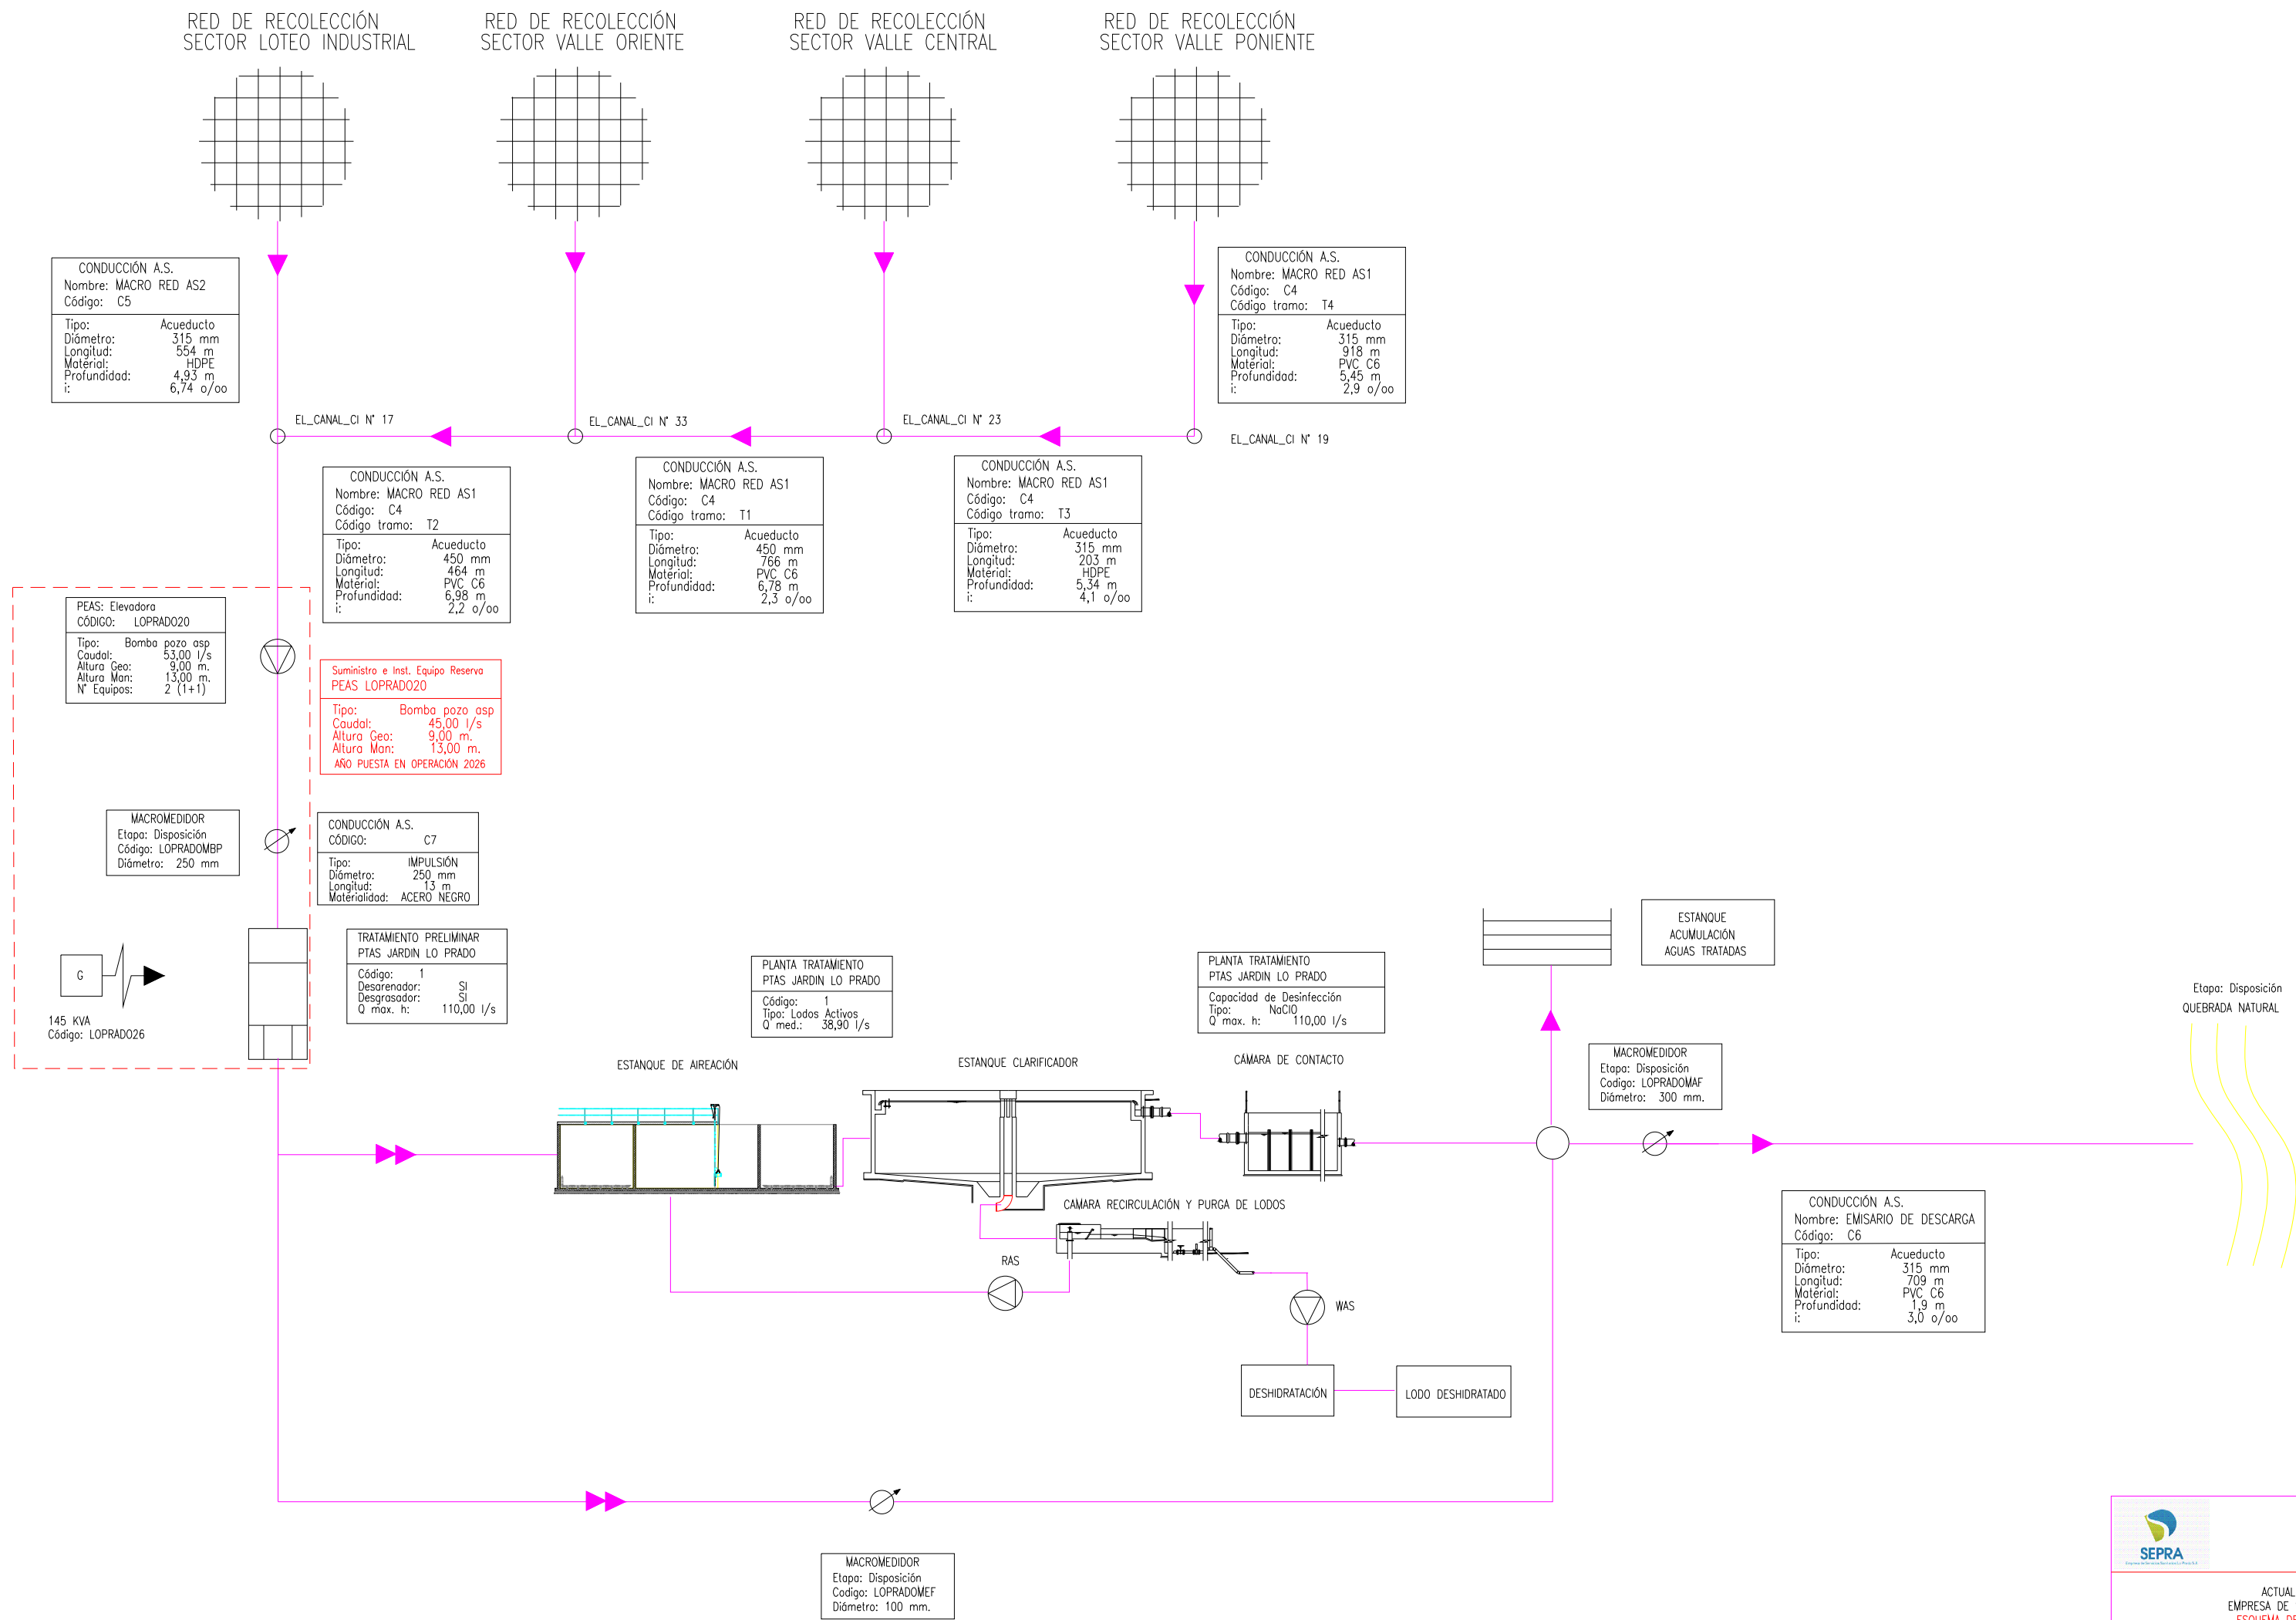 RED DE RECOLECCIÓN
SECTOR LOTEO INDUSTRIAL
RED DE RECOLECCIÓN
SECTOR VALLE ORIENTE
RED DE RECOLECCIÓN
SECTOR VALLE CENTRAL
RED DE RECOLECCIÓN
SECTOR VALLE PONIENTE
CONDUCCIÓN A.S.
Nombre: MACRO RED AS2
Código: C5
Tipo: Acueducto
Diámetro: 315 mm
Longitud: 554 m
Material: HDPE
Profundidad: 4,93 m
i: 6,74 o/oo
CONDUCCIÓN A.S.
Nombre: MACRO RED AS1
Código: C4
Código tramo: T4
Tipo: Acueducto
Diámetro: 315 mm
Longitud: 918 m
Material: PVC C6
Profundidad: 5,45 m
i: 2,9 o/oo
EL_CANAL_CI N° 17
EL_CANAL_CI N° 33
EL_CANAL_CI N° 23
EL_CANAL_CI N° 19
CONDUCCIÓN A.S.
Nombre: MACRO RED AS1
Código: C4
Código tramo: T2
Tipo: Acueducto
Diámetro: 450 mm
Longitud: 464 m
Material: PVC C6
Profundidad: 6,98 m
i: 2,2 o/oo
CONDUCCIÓN A.S.
Nombre: MACRO RED AS1
Código: C4
Código tramo: T1
Tipo: Acueducto
Diámetro: 450 mm
Longitud: 766 m
Material: PVC C6
Profundidad: 6,78 m
i: 2,3 o/oo
CONDUCCIÓN A.S.
Nombre: MACRO RED AS1
Código: C4
Código tramo: T3
Tipo: Acueducto
Diámetro: 315 mm
Longitud: 203 m
Material: HDPE
Profundidad: 5,34 m
i: 4,1 o/oo
PEAS: Elevadora
CÓDIGO: LOPRADO20
Tipo: Bomba pozo asp
Caudal: 53,00 l/s
Altura Geo: 9,00 m.
Altura Man: 13,00 m.
N° Equipos: 2 (1+1)
Suministro e Inst. Equipo Reserva
PEAS LOPRADO20
Tipo: Bomba pozo asp
Caudal: 45,00 l/s
Altura Geo: 9,00 m.
Altura Man: 13,00 m.
AÑO PUESTA EN OPERACIÓN 2026
MACROMEDIDOR
Etapa: Disposición
Código: LOPRADOMBP
Diámetro: 250 mm
CONDUCCIÓN A.S.
CÓDIGO: C7
Tipo: IMPULSIÓN
Diámetro: 250 mm
Longitud: 13 m
Materialidad: ACERO NEGRO
G
145 KVA
Código: LOPRADO26
TRATAMIENTO PRELIMINAR
PTAS JARDIN LO PRADO
Código: 1
Desarenador: SI
Desgrasador: SI
Q max. h: 110,00 l/s
PLANTA TRATAMIENTO
PTAS JARDIN LO PRADO
Código: 1
Tipo: Lodos Activos
Q med.: 38,90 l/s
PLANTA TRATAMIENTO
PTAS JARDIN LO PRADO
Capacidad de Desinfección
Tipo: NaClO
Q max. h: 110,00 l/s
ESTANQUE
ACUMULACIÓN
AGUAS TRATADAS
Etapa: Disposición
QUEBRADA NATURAL
MACROMEDIDOR
Etapa: Disposición
Codigo: LOPRADOMAF
Diámetro: 300 mm.
ESTANQUE DE AIREACIÓN
ESTANQUE CLARIFICADOR
CÁMARA DE CONTACTO
CAMARA RECIRCULACIÓN Y PURGA DE LODOS
RAS
WAS
CONDUCCIÓN A.S.
Nombre: EMISARIO DE DESCARGA
Código: C6
Tipo: Acueducto
Diámetro: 315 mm
Longitud: 709 m
Material: PVC C6
Profundidad: 1,9 m
i: 3,0 o/oo
DESHIDRATACIÓN
LODO DESHIDRATADO
MACROMEDIDOR
Etapa: Disposición
Codigo: LOPRADOMEF
Diámetro: 100 mm.
SEPRA
ACTUAL
EMPRESA DE
ESQUEMA DE